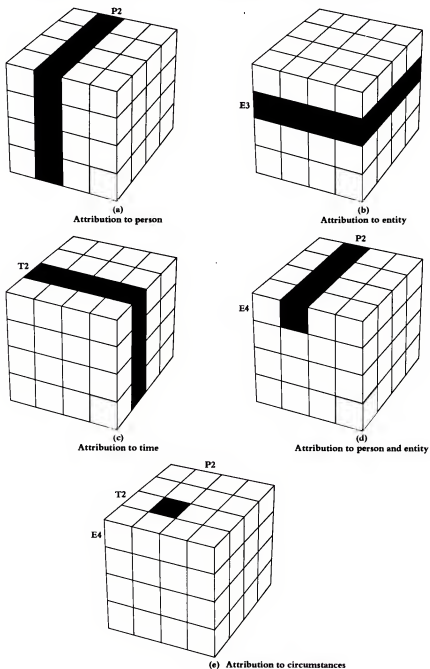 P2
(a)
Attribution to person
E3
(b)
Attribution to entity
T2
(c)
Attribution to time
P2
E4
(d)
Attribution to person and entity
P2
T2
E4
(e) Attribution to circumstances